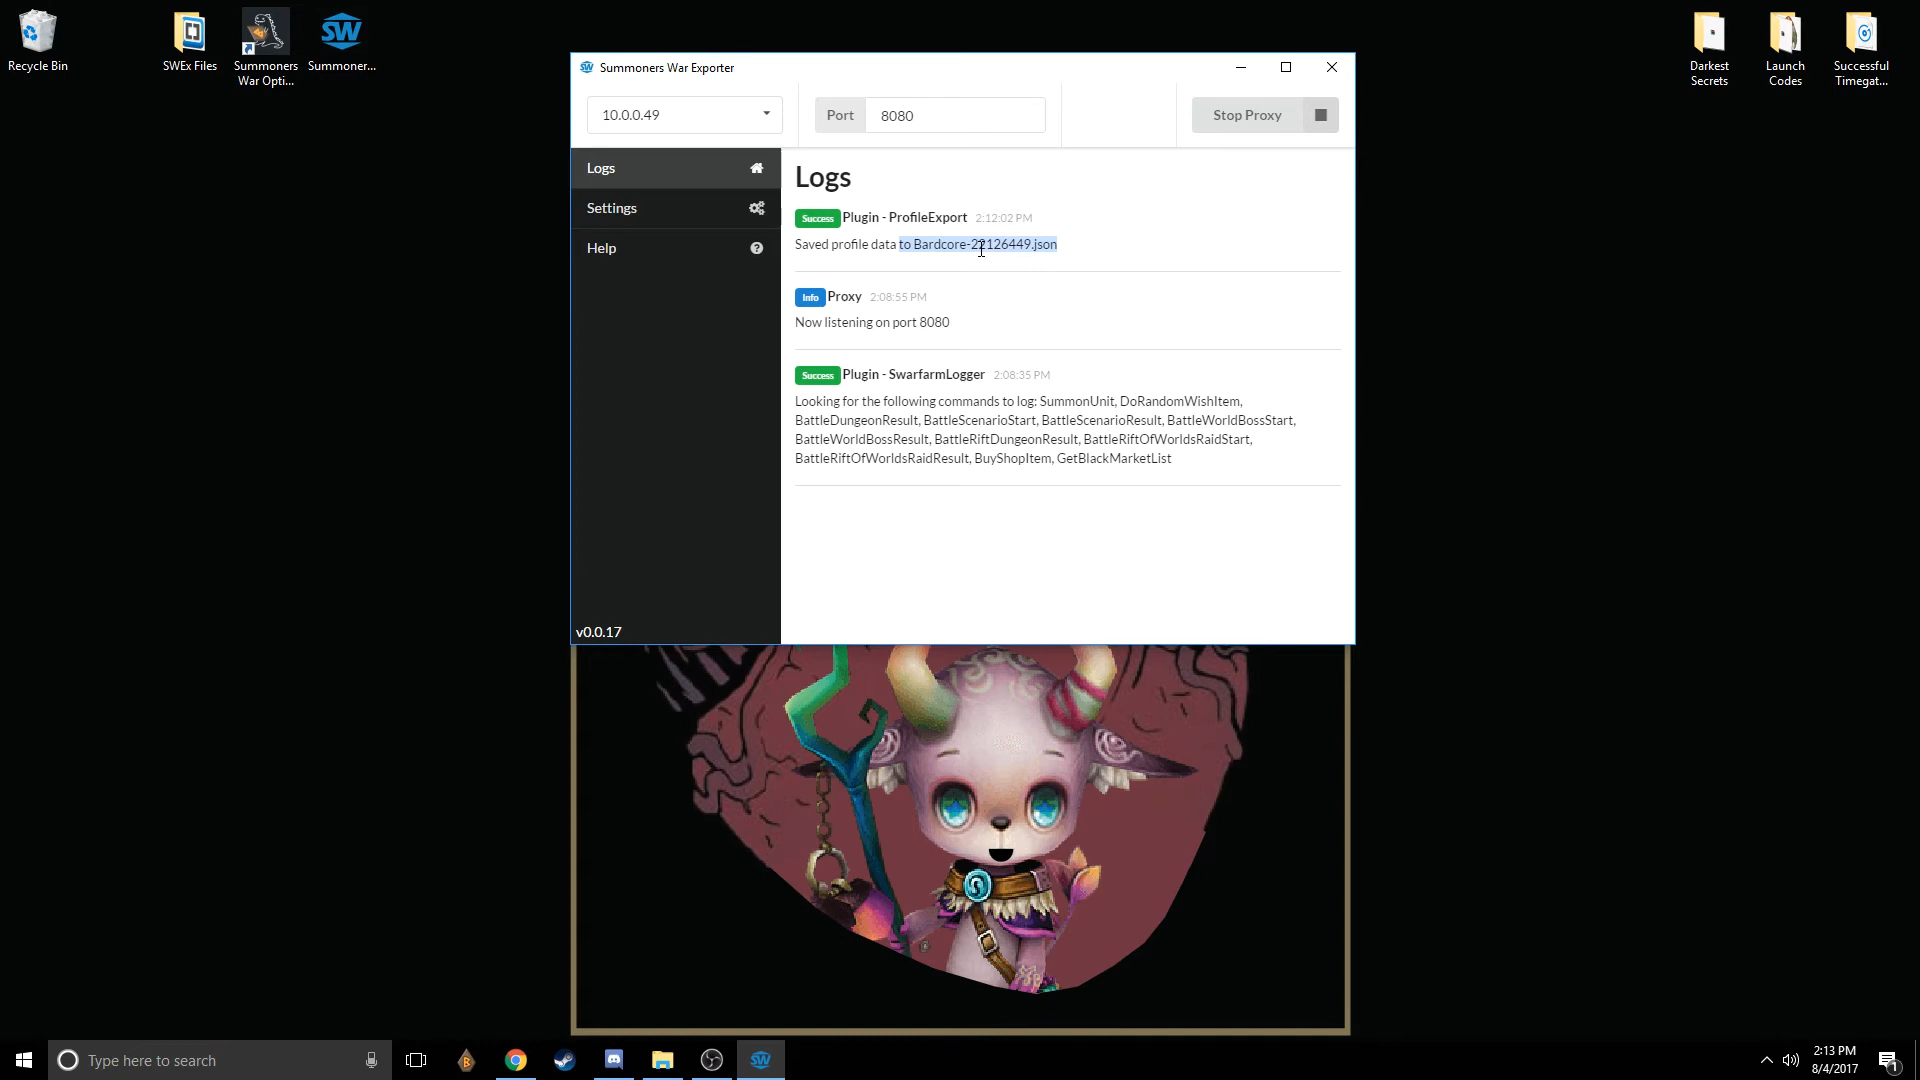 Recycle Bin
SWEx Files
Summoners
War Opti...
Summoner...
Darkest
Secrets
Launch
Codes
Successful
Timegat...
SW Summoners War Exporter
10.0.0.49
Port 8080
Stop Proxy
Logs
Settings
Help
v0.0.17
Logs
Success Plugin - ProfileExport 2:12:02 PM
Saved profile data to Bardcore-22126449.json
Info Proxy 2:08:55 PM
Now listening on port 8080
Success Plugin - SwarfarmLogger 2:08:35 PM
Looking for the following commands to log: SummonUnit, DoRandomWishItem,
BattleDungeonResult, BattleScenarioStart, BattleScenarioResult, BattleWorldBossStart,
BattleWorldBossResult, BattleRiftDungeonResult, BattleRiftOfWorldsRaidStart,
BattleRiftOfWorldsRaidResult, BuyShopItem, GetBlackMarketList
Type here to search
SW
2:13 PM
8/4/2017
1